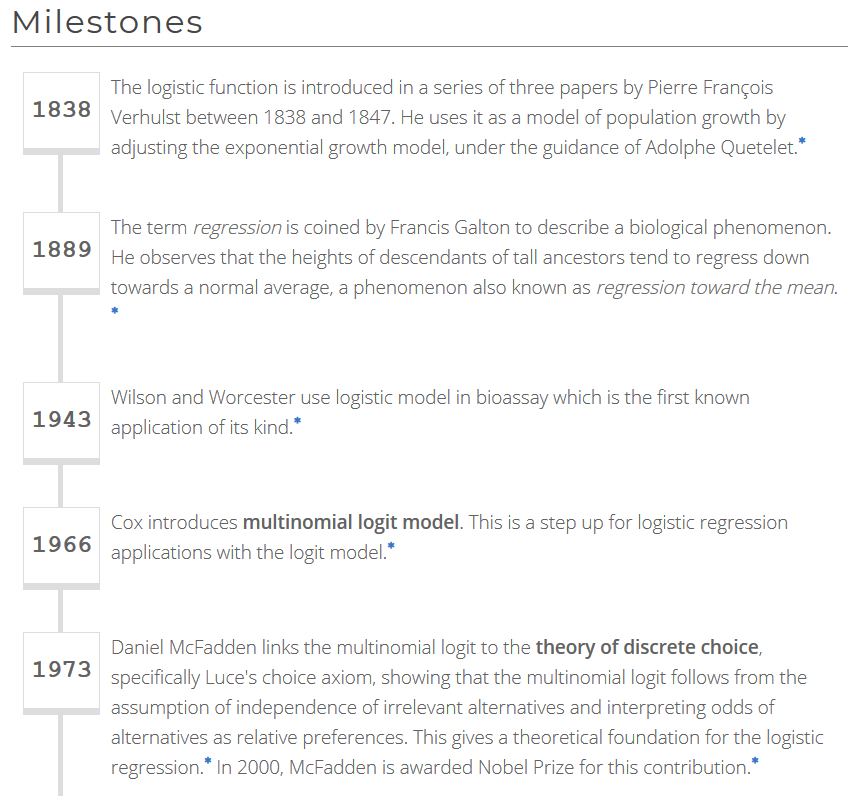 Milestones
1838
The logistic function is introduced in a series of three papers by Pierre François
Verhulst between 1838 and 1847. He uses it as a model of population growth by
adjusting the exponential growth model, under the guidance of Adolphe Quetelet.*
1889
The term regression is coined by Francis Galton to describe a biological phenomenon.
He observes that the heights of descendants of tall ancestors tend to regress down
towards a normal average, a phenomenon also known as regression toward the mean.
*
1943
Wilson and Worcester use logistic model in bioassay which is the first known
application of its kind.*
1966
Cox introduces multinomial logit model. This is a step up for logistic regression
applications with the logit model.*
1973
Daniel McFadden links the multinomial logit to the theory of discrete choice,
specifically Luce's choice axiom, showing that the multinomial logit follows from the
assumption of independence of irrelevant alternatives and interpreting odds of
alternatives as relative preferences. This gives a theoretical foundation for the logistic
regression.* In 2000, McFadden is awarded Nobel Prize for this contribution.*